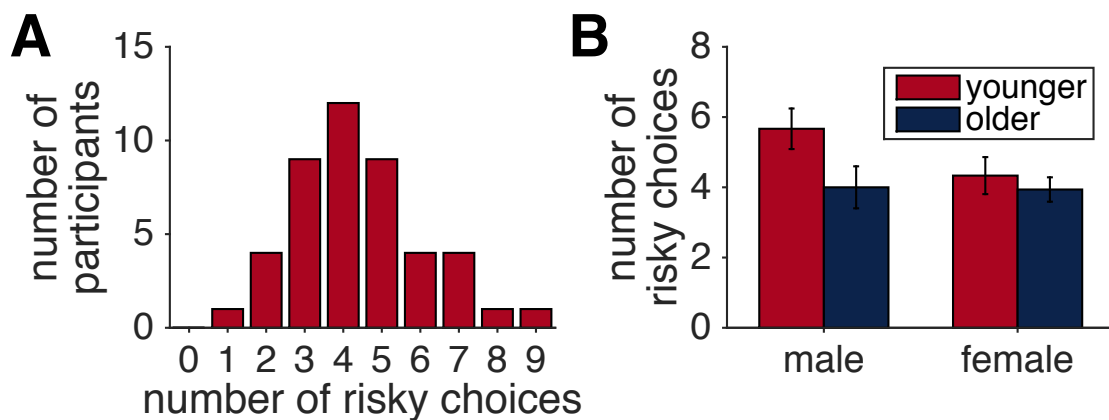 A
number of
participants
15
10
5
0
0 1 2 3 4 5 6 7 8 9
number of risky choices
B
number of
risky choices
8
6
4
2
0
younger
older
male female